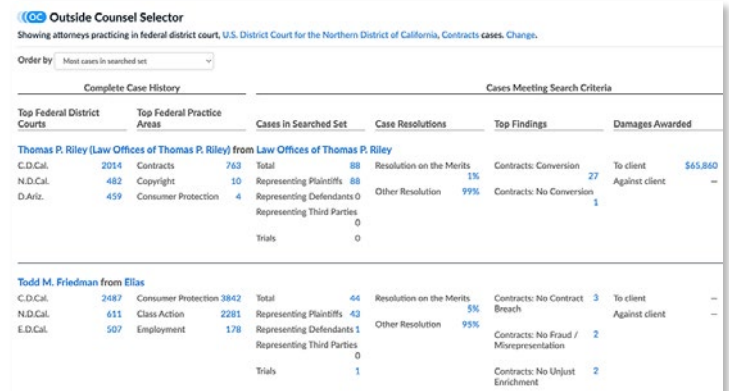 ((OC Outside Counsel Selector
Showing attorneys practicing in federal district court, U.S. District Court for the Northern District of California, Contracts cases. Change.
Order by Most cases in searched set
Complete Case History Cases Meeting Search Criteria
Top Federal District Courts Top Federal Practice Areas Cases in Searched Set Case Resolutions Top Findings Damages Awarded
Thomas P. Riley (Law Offices of Thomas P. Riley) from Law Offices of Thomas P. Riley
C.D.Cal. 2014 Contracts 763 Total 88 Resolution on the Merits 1% Contracts: Conversion 27 To client $65,860
N.D.Cal. 482 Copyright 10 Representing Plaintiffs 88 Other Resolution 99% Contracts: No Conversion 1 Against client –
D.Ariz. 459 Consumer Protection 4 Representing Defendants 0
Representing Third Parties 0
Trials 0
Todd M. Friedman from Elias
C.D.Cal. 2487 Consumer Protection 3842 Total 44 Resolution on the Merits 5% Contracts: No Contract Breach 3 To client –
N.D.Cal. 611 Class Action 2281 Representing Plaintiffs 43 Other Resolution 95% Contracts: No Fraud / Misrepresentation 2 Against client –
E.D.Cal. 507 Employment 178 Representing Defendants 1 Contracts: No Unjust Enrichment 2
Representing Third Parties 0
Trials 1